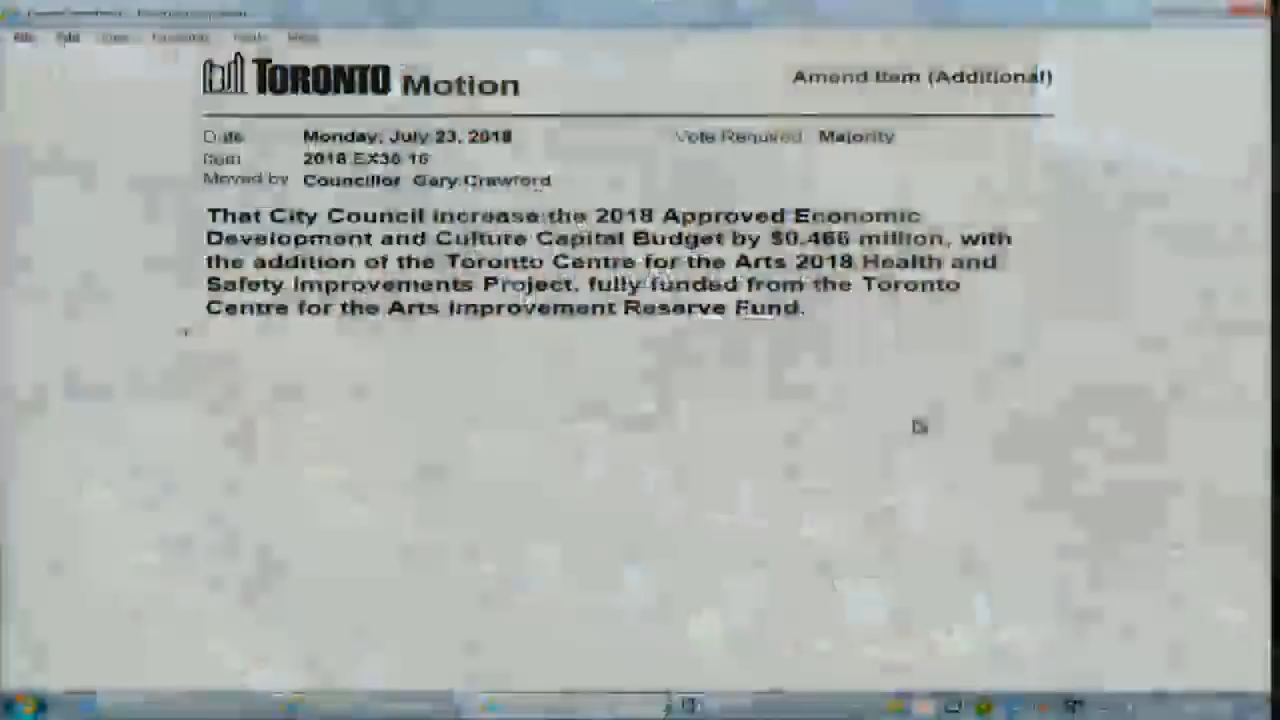 TORONTO Motion
Amend Item (Additional)
Date Monday, July 23, 2018 Vote Required Majority
Item
Moved by Councillor Gary Crawford
That City Council increase the 2018 Approved Economic
Development and Culture Capital Budget by $0.466 million, with
the addition of the Toronto Centre for the Arts 2018 Health and
Safety Improvements Project, fully funded from the Toronto
Centre for the Arts Improvement Reserve Fund.